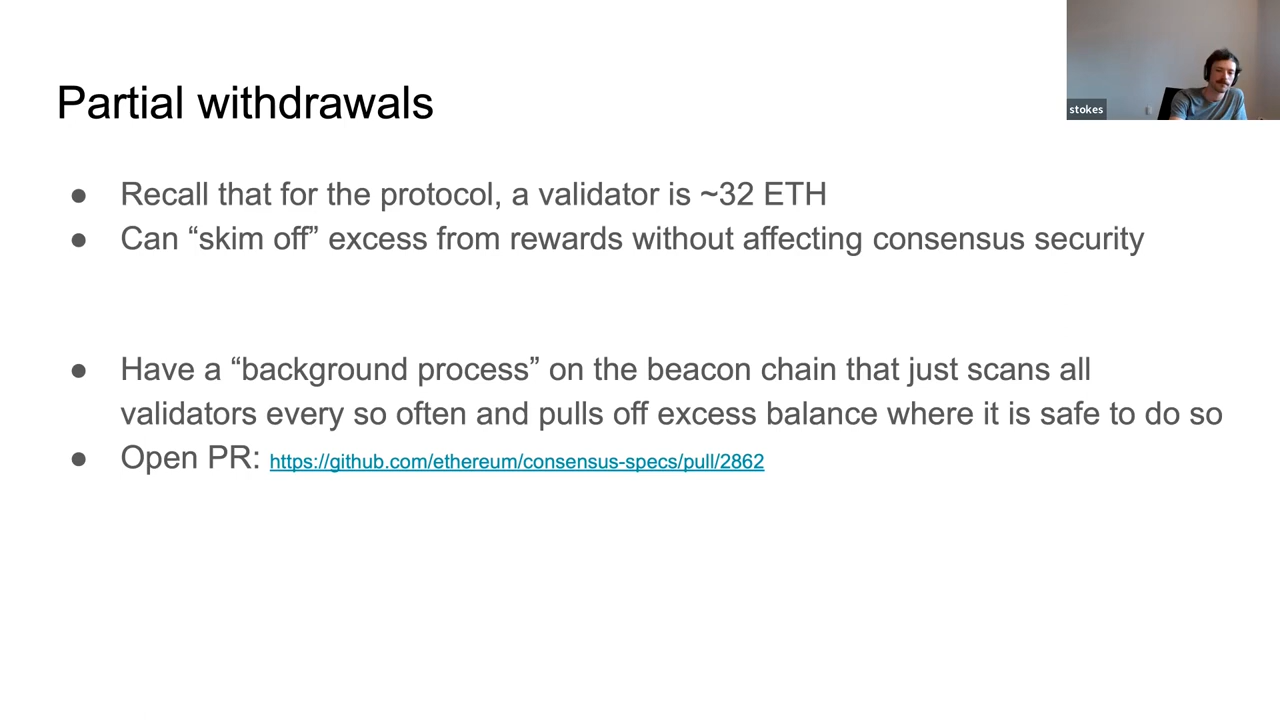 Partial withdrawals
stokes
● Recall that for the protocol, a validator is ~32 ETH
● Can “skim off” excess from rewards without affecting consensus security
● Have a “background process” on the beacon chain that just scans all
validators every so often and pulls off excess balance where it is safe to do so
● Open PR: https://github.com/ethereum/consensus-specs/pull/2862